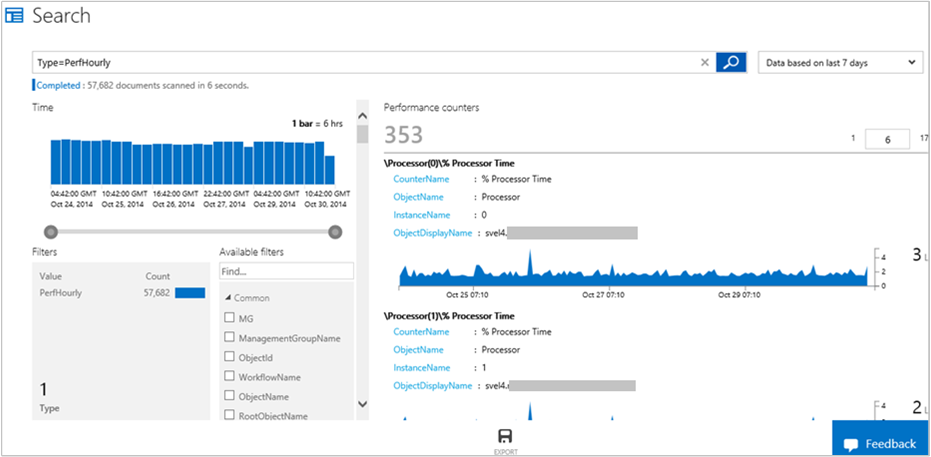 Search
Type=PerfHourly
Data based on last 7 days
Completed : 57,682 documents scanned in 6 seconds.
Time
1 bar = 6 hrs
04:42:00 GMT 10:42:00 GMT 16:42:00 GMT 22:42:00 GMT 04:42:00 GMT 10:42:00 GMT
Oct 24, 2014 Oct 25, 2014 Oct 26, 2014 Oct 27, 2014 Oct 29, 2014 Oct 30, 2014
Filters
Value Count
PerfHourly 57,682
1
Type
Available filters
Find...
Common
MG
ManagementGroupName
ObjectId
WorkflowName
ObjectName
RootObjectName
Performance counters
353
1 6 17
\Processor(0)\% Processor Time
CounterName : % Processor Time
ObjectName : Processor
InstanceName : 0
ObjectDisplayName : svel4.
4
2
0
3
Oct 25 07:10 Oct 27 07:10 Oct 29 07:10
\Processor(1)\% Processor Time
CounterName : % Processor Time
ObjectName : Processor
InstanceName : 1
ObjectDisplayName : svel4.
4
2
EXPORT
Feedback